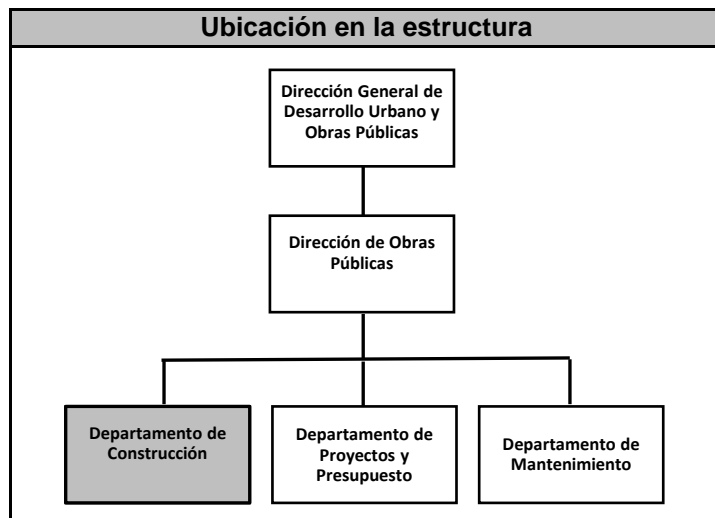 Ubicación en la estructura
Dirección General de
Desarrollo Urbano y
Obras Públicas
Dirección de Obras
Públicas
Departamento de
Construcción
Departamento de
Proyectos y
Presupuesto
Departamento de
Mantenimiento